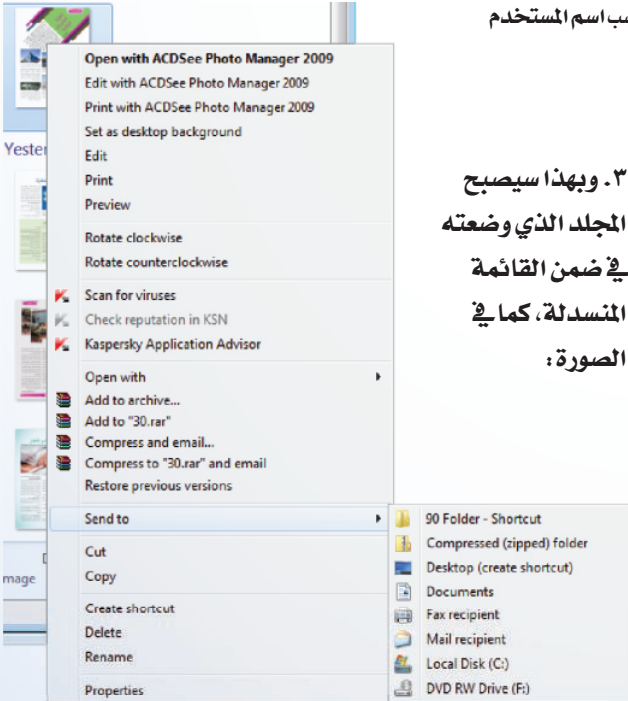 سب اسم المستخدم
٣. وبهذا سيصبح
المجلد الذي وضعته
في ضمن القائمة
المنسدلة، كما في
الصورة:
Open with ACDSee Photo Manager 2009
Edit with ACDSee Photo Manager 2009
Print with ACDSee Photo Manager 2009
Set as desktop background
Edit
Print
Preview
Rotate clockwise
Rotate counterclockwise
Scan for viruses
Check reputation in KSN
Kaspersky Application Advisor
Open with
Add to archive...
Add to "30.rar"
Compress and email...
Compress to "30.rar" and email
Restore previous versions
Send to
Cut
Copy
Create shortcut
Delete
Rename
Properties
90 Folder - Shortcut
Compressed (zipped) folder
Desktop (create shortcut)
Documents
Fax recipient
Mail recipient
Local Disk (C:)
DVD RW Drive (F:)
Yester
mage